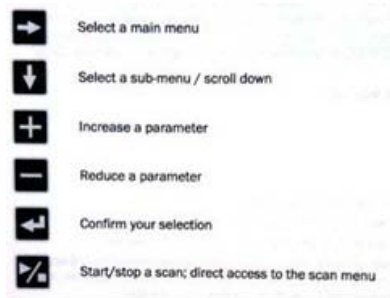 Select a main menu
Select a sub-menu / scroll down
Increase a parameter
Reduce a parameter
Confirm your selection
Start/stop a scan; direct access to the scan menu